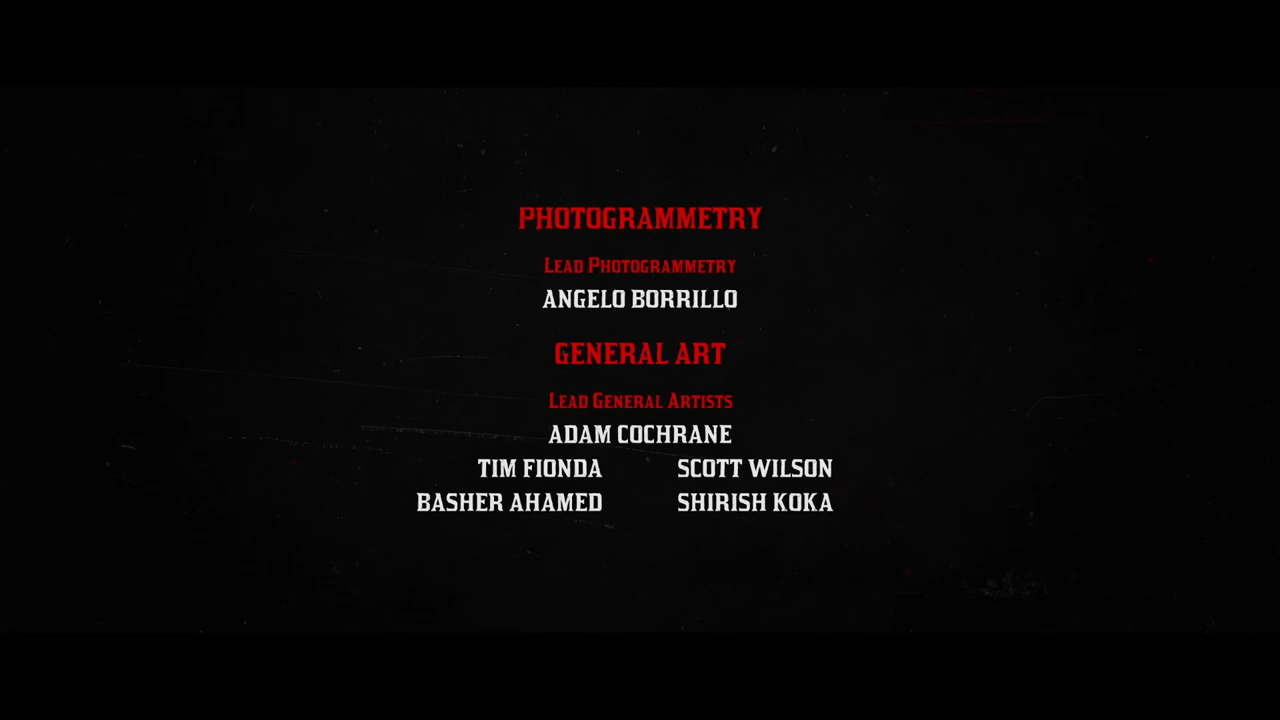 PHOTOGRAMMETRY
LEAD PHOTOGRAMMETRY
ANGELO BORRILLO
GENERAL ART
LEAD GENERAL ARTISTS
ADAM COCHRANE
TIM FIONDA SCOTT WILSON
BASHER AHAMED SHIRISH KOKA